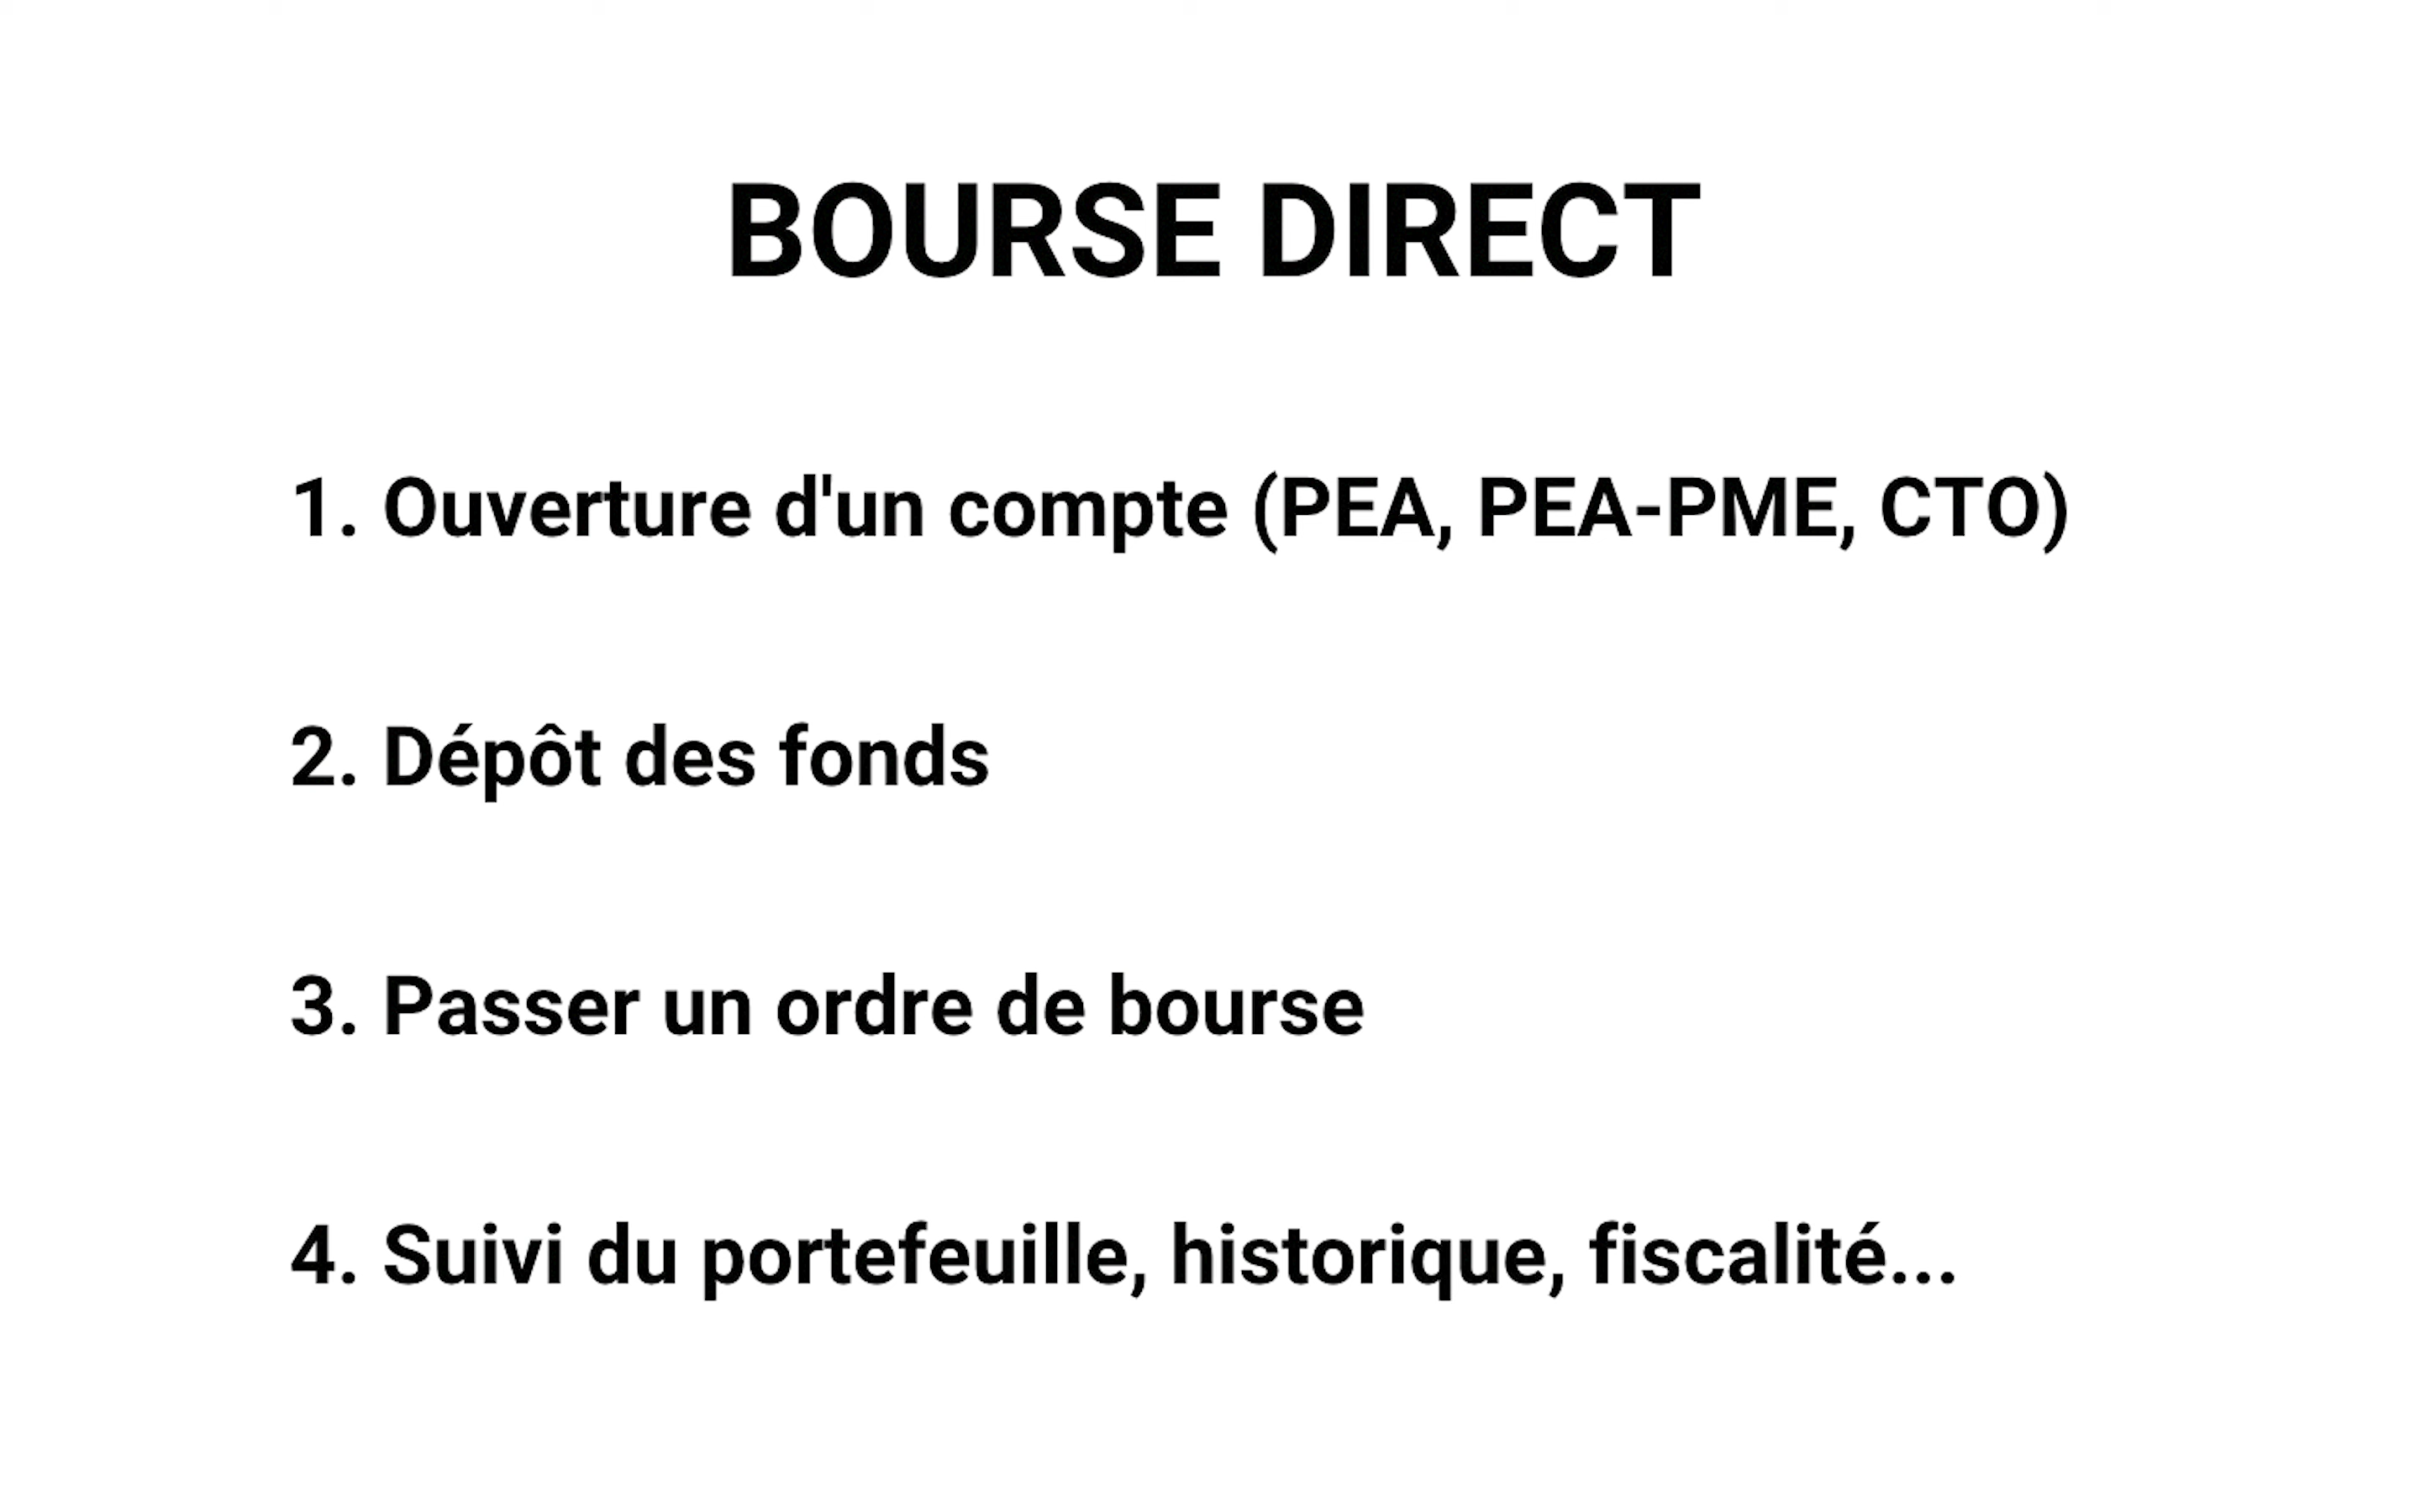 BOURSE DIRECT
1. Ouverture d'un compte (PEA, PEA-PME, CTO)
2. Dépôt des fonds
3. Passer un ordre de bourse
4. Suivi du portefeuille, historique, fiscalité...